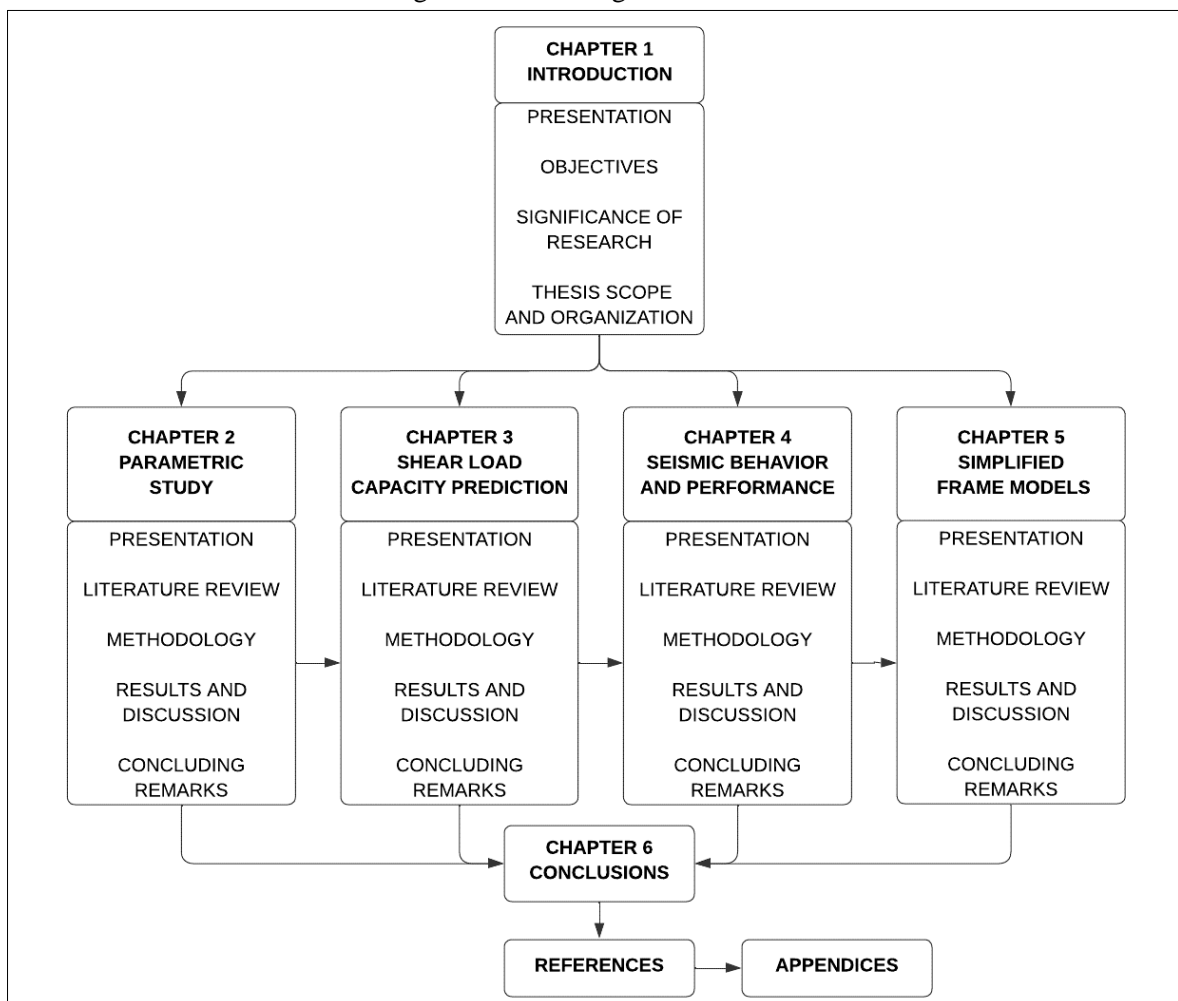 CHAPTER 1
INTRODUCTION
PRESENTATION
OBJECTIVES
SIGNIFICANCE OF
RESEARCH
THESIS SCOPE
AND ORGANIZATION
CHAPTER 2
PARAMETRIC
STUDY
PRESENTATION
LITERATURE REVIEW
METHODOLOGY
RESULTS AND
DISCUSSION
CONCLUDING
REMARKS
CHAPTER 3
SHEAR LOAD
CAPACITY PREDICTION
PRESENTATION
LITERATURE REVIEW
METHODOLOGY
RESULTS AND
DISCUSSION
CONCLUDING
REMARKS
CHAPTER 4
SEISMIC BEHAVIOR
AND PERFORMANCE
PRESENTATION
LITERATURE REVIEW
METHODOLOGY
RESULTS AND
DISCUSSION
CONCLUDING
REMARKS
CHAPTER 5
SIMPLIFIED
FRAME MODELS
PRESENTATION
LITERATURE REVIEW
METHODOLOGY
RESULTS AND
DISCUSSION
CONCLUDING
REMARKS
CHAPTER 6
CONCLUSIONS
REFERENCES
APPENDICES